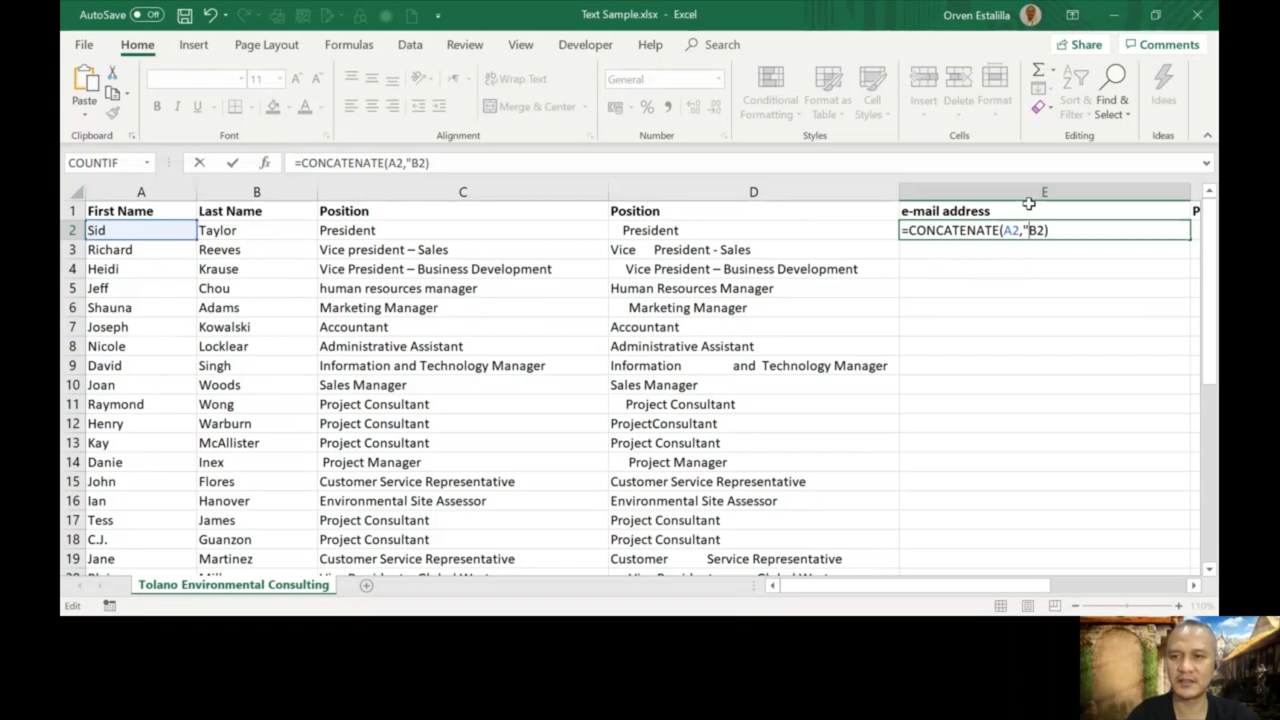 AutoSave Off Text Sample.xlsx - Excel Orven Estalilla
File Home Insert Page Layout Formulas Data Review View Developer Help Search Share Comments
11 A A Wrap Text General
Paste B I U A Merge & Center % Conditional Formatting Format as Table Cell Styles Insert Delete Format Sort & Filter Find & Select Ideas
Clipboard Font Alignment Number Styles Cells Editing Ideas
COUNTIF fx =CONCATENATE(A2,"B2)
A B C D E
1 First Name Last Name Position Position e-mail address P
2 Sid Taylor President President =CONCATENATE(A2,"B2)
3 Richard Reeves Vice president – Sales Vice President - Sales
4 Heidi Krause Vice President – Business Development Vice President – Business Development
5 Jeff Chou human resources manager Human Resources Manager
6 Shauna Adams Marketing Manager Marketing Manager
7 Joseph Kowalski Accountant Accountant
8 Nicole Locklear Administrative Assistant Administrative Assistant
9 David Singh Information and Technology Manager Information and Technology Manager
10 Joan Woods Sales Manager Sales Manager
11 Raymond Wong Project Consultant Project Consultant
12 Henry Warburn Project Consultant ProjectConsultant
13 Kay McAllister Project Consultant Project Consultant
14 Danie Inex Project Manager Project Manager
15 John Flores Customer Service Representative Customer Service Representative
16 Ian Hanover Environmental Site Assessor Environmental Site Assessor
17 Tess James Project Consultant Project Consultant
18 C.J. Guanzon Project Consultant Project Consultant
19 Jane Martinez Customer Service Representative Customer Service Representative
Tolano Environmental Consulting
Edit 110%